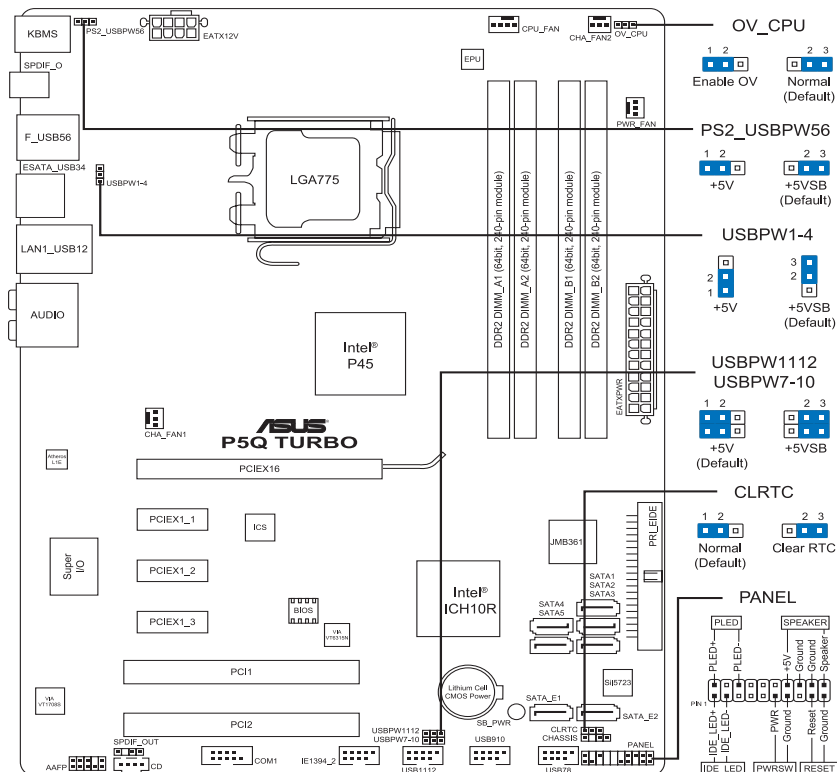 KBMS
PS2_USBPW56
EATX12V
CPU_FAN
CHA_FAN2
OV_CPU
OV_CPU
1 2
2 3
Enable OV
Normal
(Default)
SPDIF_O
EPU
PWR_FAN
F_USB56
PS2_USBPW56
1 2
2 3
+5V
+5VSB
(Default)
ESATA_USB34
USBPW1-4
LGA775
DDR2 DIMM_A1 (64bit, 240-pin module)
DDR2 DIMM_A2 (64bit, 240-pin module)
DDR2 DIMM_B1 (64bit, 240-pin module)
DDR2 DIMM_B2 (64bit, 240-pin module)
LAN1_USB12
USBPW1-4
2
1
3
2
+5V
+5VSB
(Default)
AUDIO
Intel®
P45
EATXPWR
USBPW1112
USBPW7-10
1 2
2 3
+5V
(Default)
+5VSB
CHA_FAN1
ASUS
P5Q TURBO
Atheros
L1E
PCIEX16
CLRTC
1 2
2 3
Normal
(Default)
Clear RTC
PCIEX1_1
ICS
JMB361
PRI_EIDE
Super
I/O
PCIEX1_2
Intel®
ICH10R
SATA1
SATA2
SATA3
SATA4
SATA5
BIOS
PCIEX1_3
VIA
VT6315N
PANEL
PLED
SPEAKER
PLED+
PLED-
+5V
Ground
Ground
Speaker
PIN 1
IDE_LED+
IDE_LED-
PWR
Ground
Reset
Ground
IDE_LED
PWRSW
RESET
PCI1
Lithium Cell
CMOS Power
Sil5723
VIA
VT1708S
SATA_E1
SATA_E2
SB_PWR
PCI2
USBPW1112
USBPW7-10
CLRTC
CHASSIS
SPDIF_OUT
AAFP
CD
COM1
IE1394_2
USB1112
USB910
USB78
PANEL